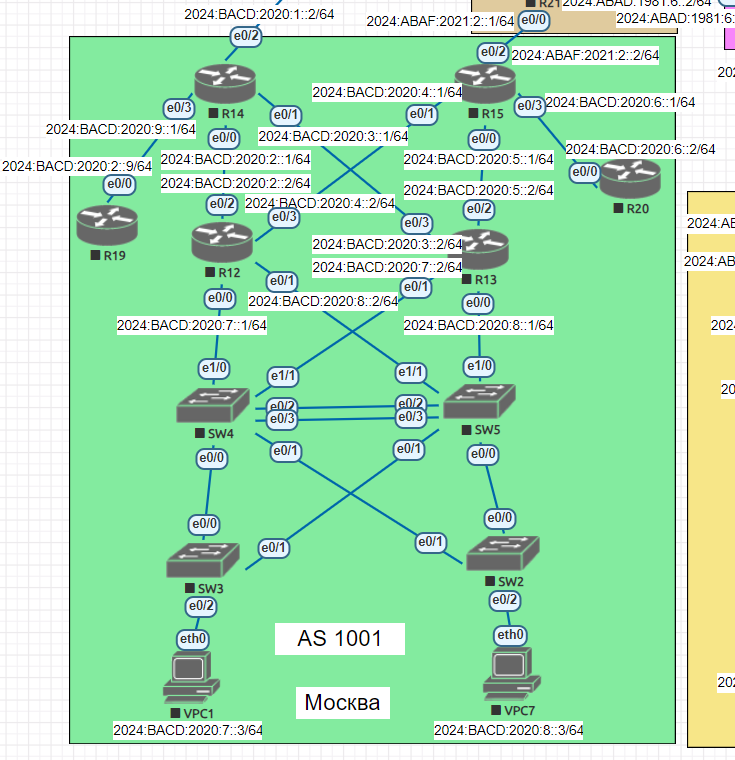 R21
2024:ABAD:1981:6::2/64
2024:BACD:2020:1::2/64
2024:ABAF:2021:2::1/64
e0/0
2024:ABAD:1981:6:
e0/2
e0/2
2024:ABAF:2021:2::2/64
202
2024:BACD:2020:4::1/64
e0/3
R14
e0/1
e0/1
R15
e0/3
2024:BACD:2020:6::1/64
2024:BACD:2020:9::1/64
e0/0
2024:BACD:2020:3::1/64
e0/0
2024:BACD:2020:6::2/64
2024:BACD:2020:2::9/64
2024:BACD:2020:2::1/64
2024:BACD:2020:5::1/64
e0/0
e0/0
2024:BACD:2020:2::2/64
2024:BACD:2020:5::2/64
e0/2
2024:BACD:2020:4::2/64
e0/2
R20
e0/3
e0/3
2024:AB
R19
2024:BACD:2020:3::2/64
R12
2024:BACD:2020:7::2/64
R13
2024:AB
e0/1
e0/1
e0/0
2024:BACD:2020:8::2/64
e0/0
2024:BACD:2020:7::1/64
2024:BACD:2020:8::1/64
2024
e1/0
e1/1
e1/1
e1/0
20
e0/2
e0/2
e0/3
e0/3
SW4
SW5
e0/0
e0/1
e0/1
e0/0
e0/0
e0/0
e0/1
e0/1
SW3
SW2
e0/2
e0/2
eth0
AS 1001
eth0
VPC1
Москва
VPC7
202
2024:BACD:2020:7::3/64
2024:BACD:2020:8::3/64